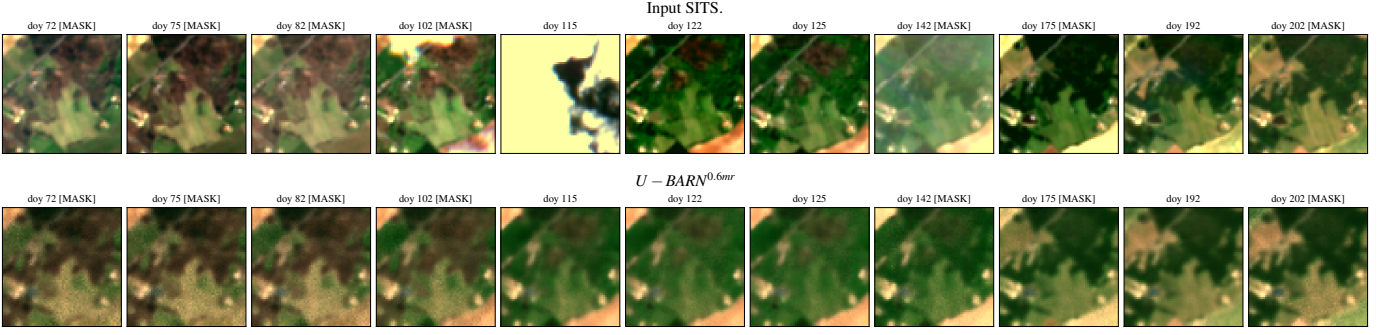 Input SITS.
doy 72 [MASK] doy 75 [MASK] doy 82 [MASK] doy 102 [MASK] doy 115 doy 122 doy 125 doy 142 [MASK] doy 175 [MASK] doy 192 doy 202 [MASK]
U − BARN^{0.6mr}
doy 72 [MASK] doy 75 [MASK] doy 82 [MASK] doy 102 [MASK] doy 115 doy 122 doy 125 doy 142 [MASK] doy 175 [MASK] doy 192 doy 202 [MASK]